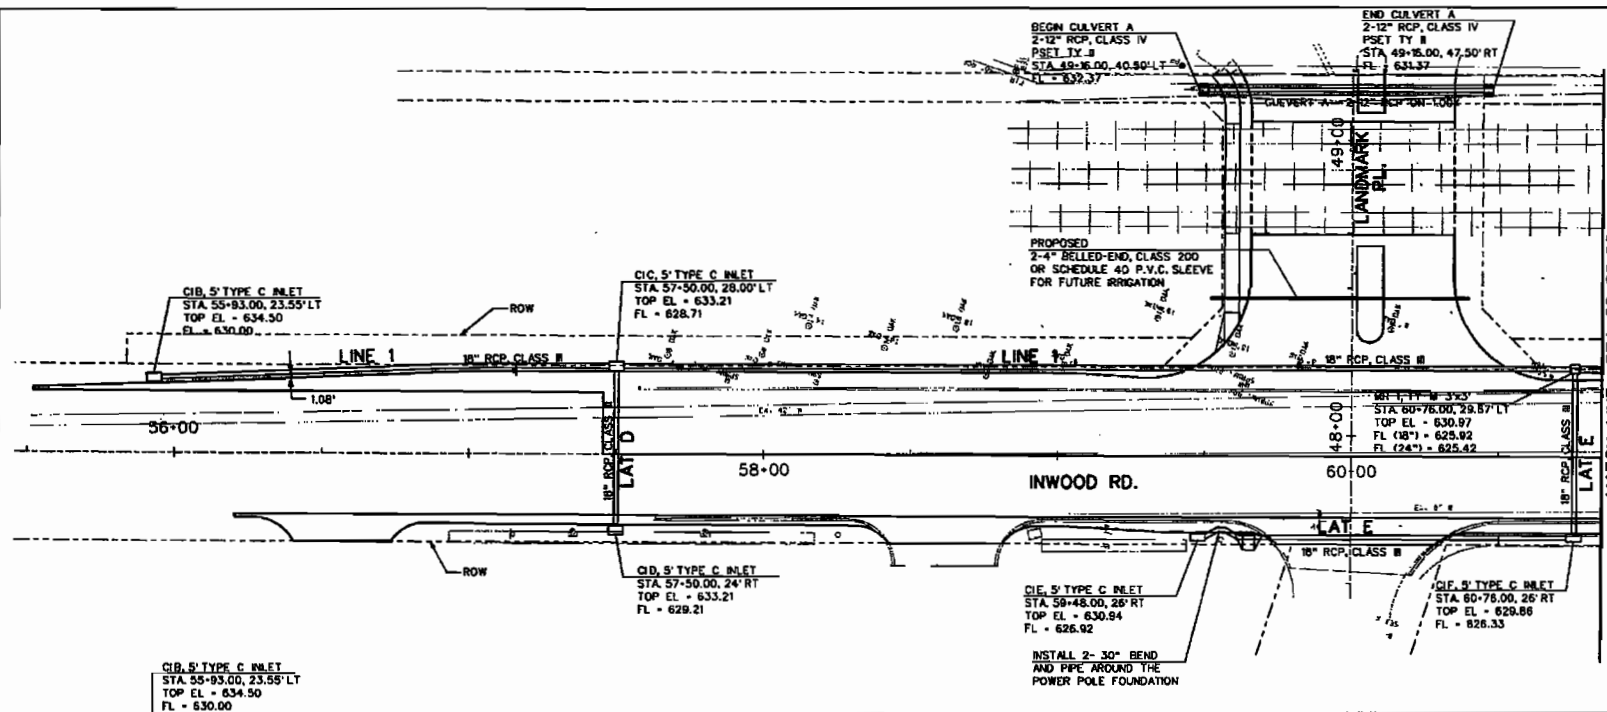 BEGIN CULVERT A
2-12" RCP, CLASS IV
PSET TY II
STA 49+16.00, 40.50' LT
FL = 632.37
END CULVERT A
2-12" RCP, CLASS IV
PSET TY II
STA 49+16.00, 47.50' RT
FL = 631.37
CULVERT A
49+00
LANDMARK
PL.
PROPOSED
2-4" BELLED-END, CLASS 200
OR SCHEDULE 40 P.V.C. SLEEVE
FOR FUTURE IRRIGATION
CIB, 5' TYPE C INLET
STA 55+93.00, 23.55' LT
TOP EL = 634.50
FL = 630.00
CIC, 5' TYPE C INLET
STA. 57+50.00, 28.00' LT
TOP EL = 633.21
FL = 628.71
ROW
LINE 1
18" RCP, CLASS III
LINE 1
18" RCP, CLASS III
1.08'
56+00
18" RCP, CLASS III
LAT D
58+00
48+00
60+00
INWOOD RD.
MH 1, TY M 3'x3'
STA. 60+76.00, 29.57' LT
TOP EL = 630.97
FL (18") = 625.92
FL (24") = 625.42
18" RCP, CLASS III
LAT E
LAT E
18" RCP, CLASS III
ROW
CID, 5' TYPE C INLET
STA. 57+50.00, 24' RT
TOP EL = 633.21
FL = 629.21
CIE, 5' TYPE C INLET
STA. 59+48.00, 26' RT
TOP EL = 630.94
FL = 626.92
CIF, 5' TYPE C INLET
STA. 60+76.00, 26' RT
TOP EL = 629.86
FL = 626.33
INSTALL 2- 30° BEND
AND PIPE AROUND THE
POWER POLE FOUNDATION
CIB, 5' TYPE C INLET
STA. 55+93.00, 23.55' LT
TOP EL = 634.50
FL = 630.00